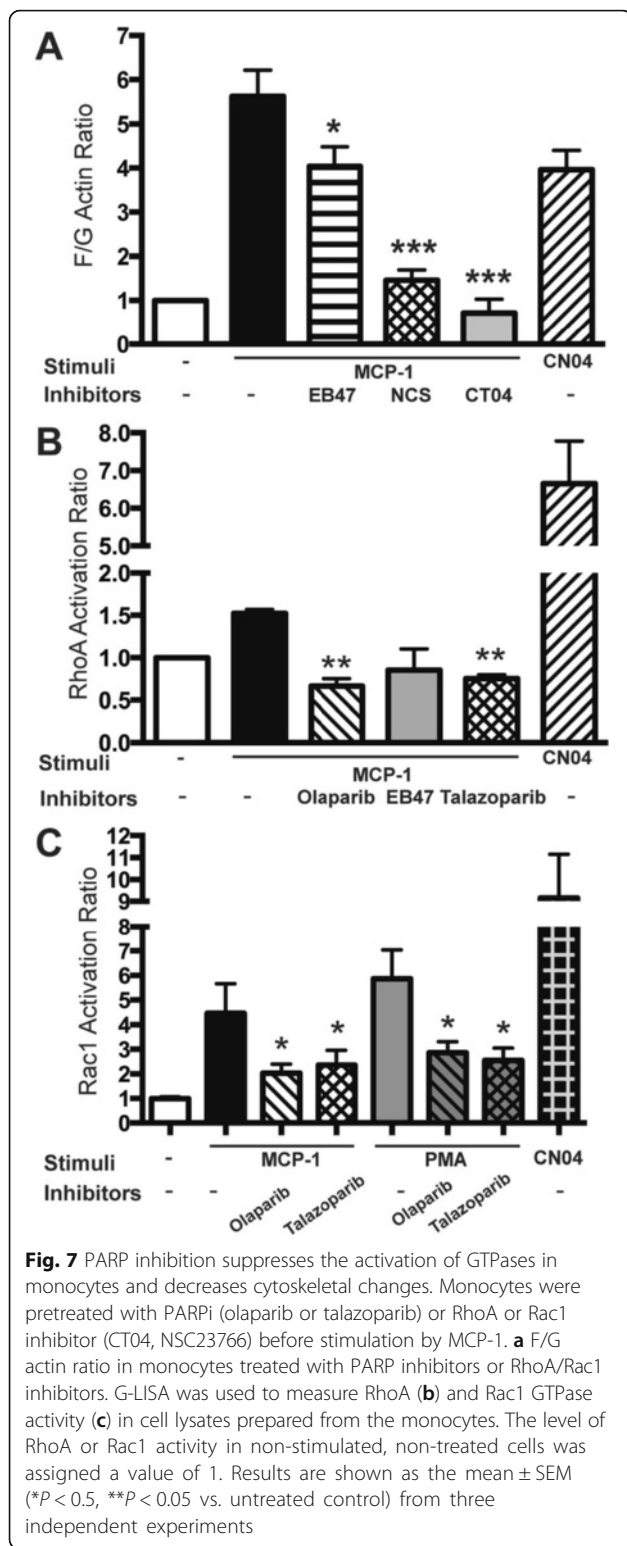 A
F/G Actin Ratio
7
6
5
4
3
2
1
0
*
***
***
Stimuli - MCP-1 CN04
Inhibitors - - EB47 NCS CT04 -
B
RhoA Activation Ratio
8.0
7.0
6.0
5.0
2.0
1.5
1.0
0.5
0.0
**
**
Stimuli - MCP-1 CN04
Inhibitors - - Olaparib EB47 Talazoparib -
C
Rac1 Activation Ratio
12
11
10
9
8
7
6
5
4
3
2
1
0
*
*
*
*
Stimuli - MCP-1 PMA CN04
Inhibitors - - Olaparib Talazoparib - Olaparib Talazoparib -
Fig. 7 PARP inhibition suppresses the activation of GTPases in
monocytes and decreases cytoskeletal changes. Monocytes were
pretreated with PARPi (olaparib or talazoparib) or RhoA or Rac1
inhibitor (CT04, NSC23766) before stimulation by MCP-1. a F/G
actin ratio in monocytes treated with PARP inhibitors or RhoA/Rac1
inhibitors. G-LISA was used to measure RhoA (b) and Rac1 GTPase
activity (c) in cell lysates prepared from the monocytes. The level of
RhoA or Rac1 activity in non-stimulated, non-treated cells was
assigned a value of 1. Results are shown as the mean ± SEM
(*P < 0.5, **P < 0.05 vs. untreated control) from three
independent experiments